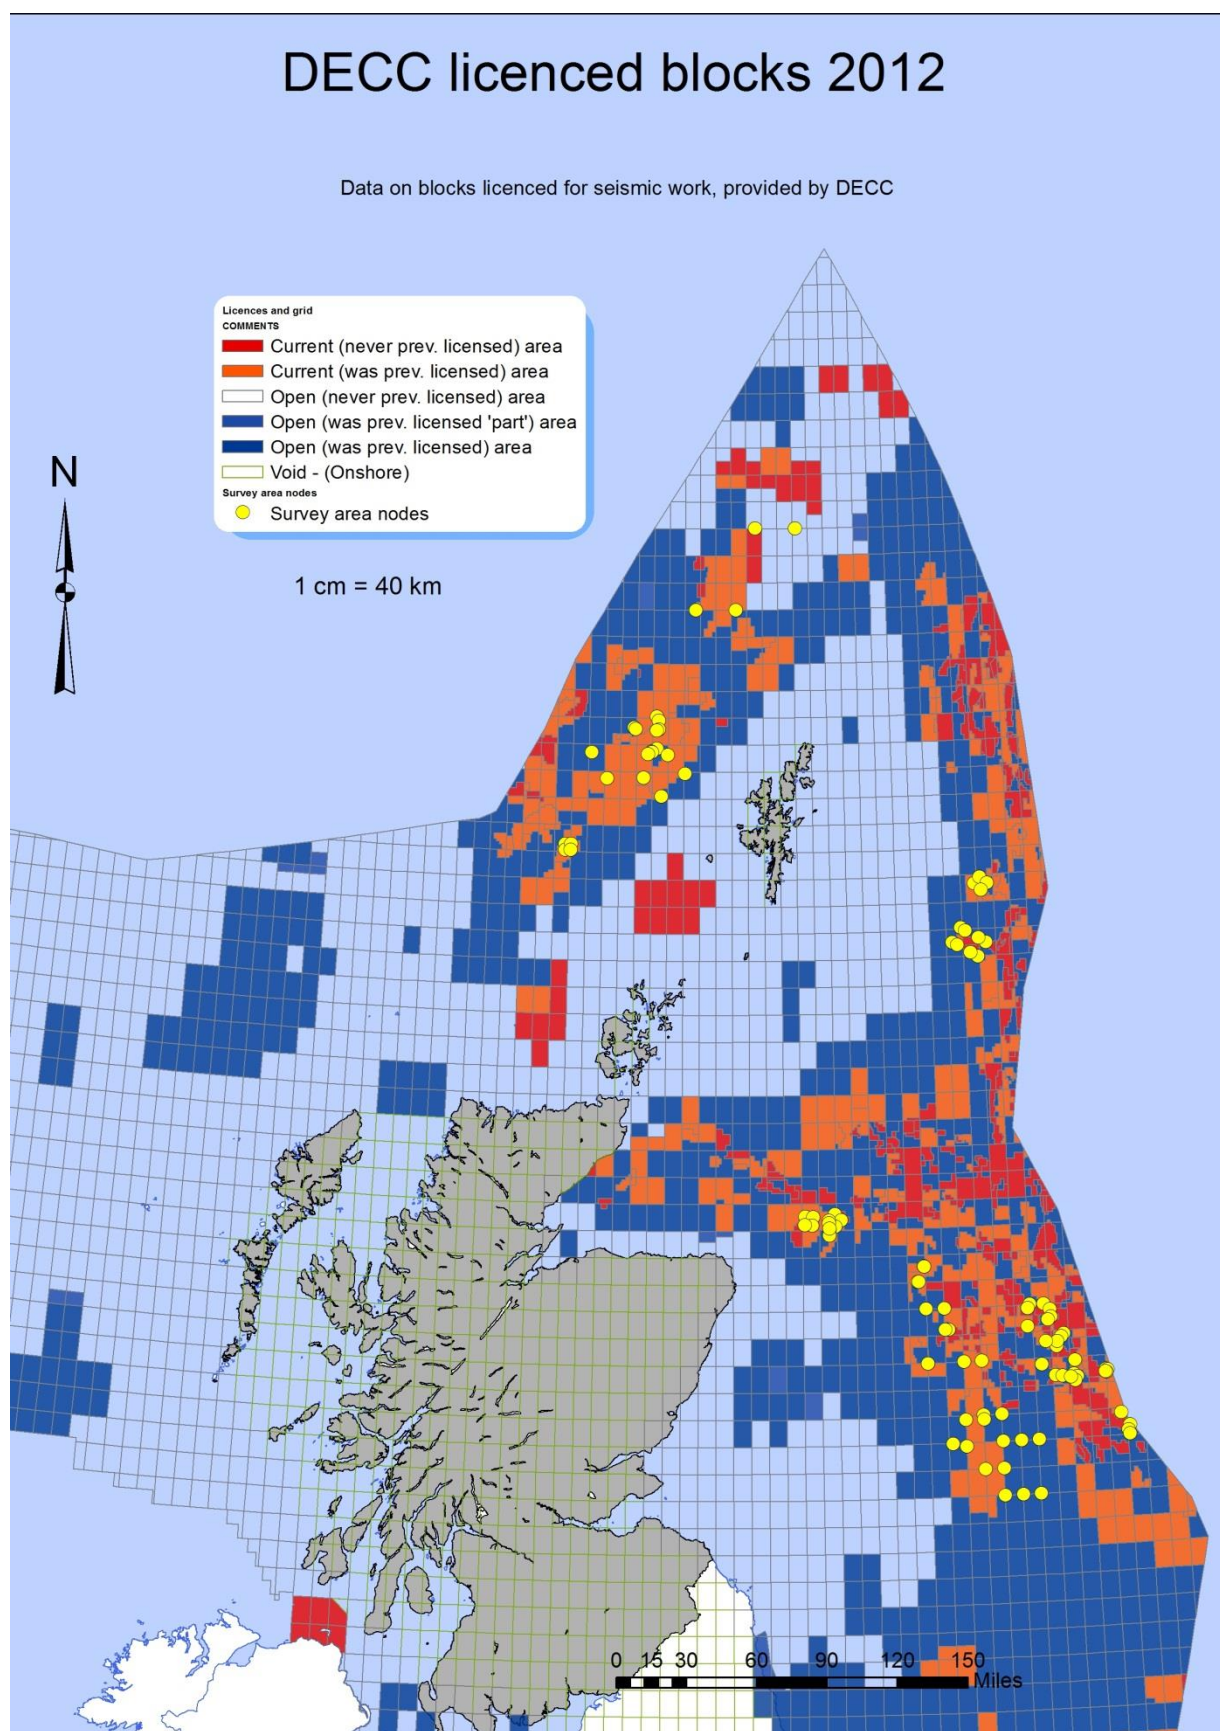 DECC licenced blocks 2012
Data on blocks licenced for seismic work, provided by DECC
Licences and grid
COMMENTS
Current (never prev. licensed) area
Current (was prev. licensed) area
Open (never prev. licensed) area
Open (was prev. licensed 'part') area
Open (was prev. licensed) area
Void - (Onshore)
Survey area nodes
Survey area nodes
N
1 cm = 40 km
0 15 30 60 90 120 150
Miles